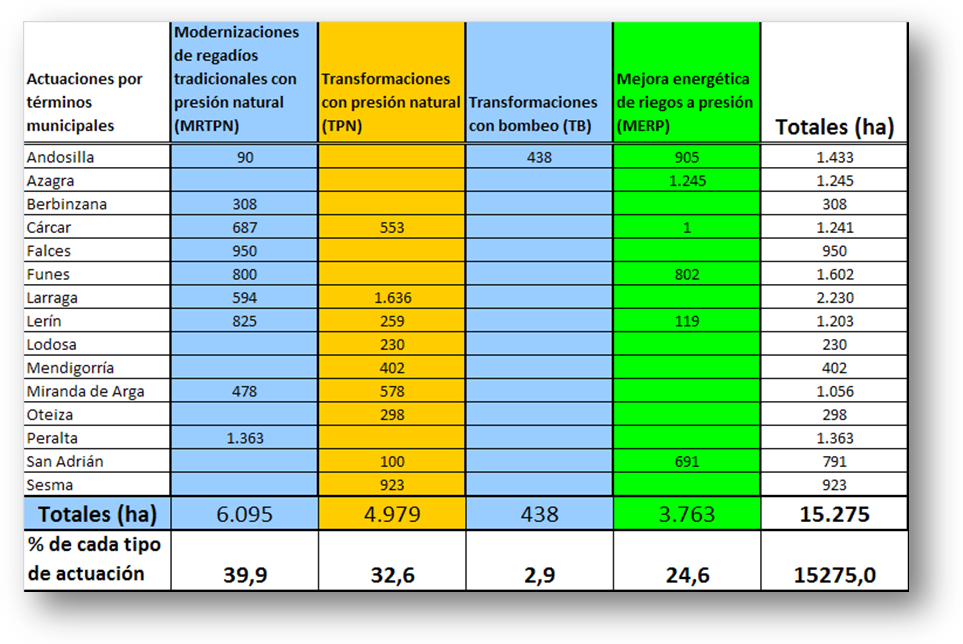 Actuaciones por términos municipales | Modernizaciones de regadíos tradicionales con presión natural (MRTPN) | Transformaciones con presión natural (TPN) | Transformaciones con bombeo (TB) | Mejora energética de riegos a presión (MERP) | Totales (ha)
Andosilla | 90 | | 438 | 905 | 1.433
Azagra | | | | 1.245 | 1.245
Berbinzana | 308 | | | | 308
Cárcar | 687 | 553 | | 1 | 1.241
Falces | 950 | | | | 950
Funes | 800 | | | 802 | 1.602
Larraga | 594 | 1.636 | | | 2.230
Lerín | 825 | 259 | | 119 | 1.203
Lodosa | | 230 | | | 230
Mendigorría | | 402 | | | 402
Miranda de Arga | 478 | 578 | | | 1.056
Oteiza | | 298 | | | 298
Peralta | 1.363 | | | | 1.363
San Adrián | | 100 | | 691 | 791
Sesma | | 923 | | | 923
Totales (ha) | 6.095 | 4.979 | 438 | 3.763 | 15.275
% de cada tipo de actuación | 39,9 | 32,6 | 2,9 | 24,6 | 15275,0